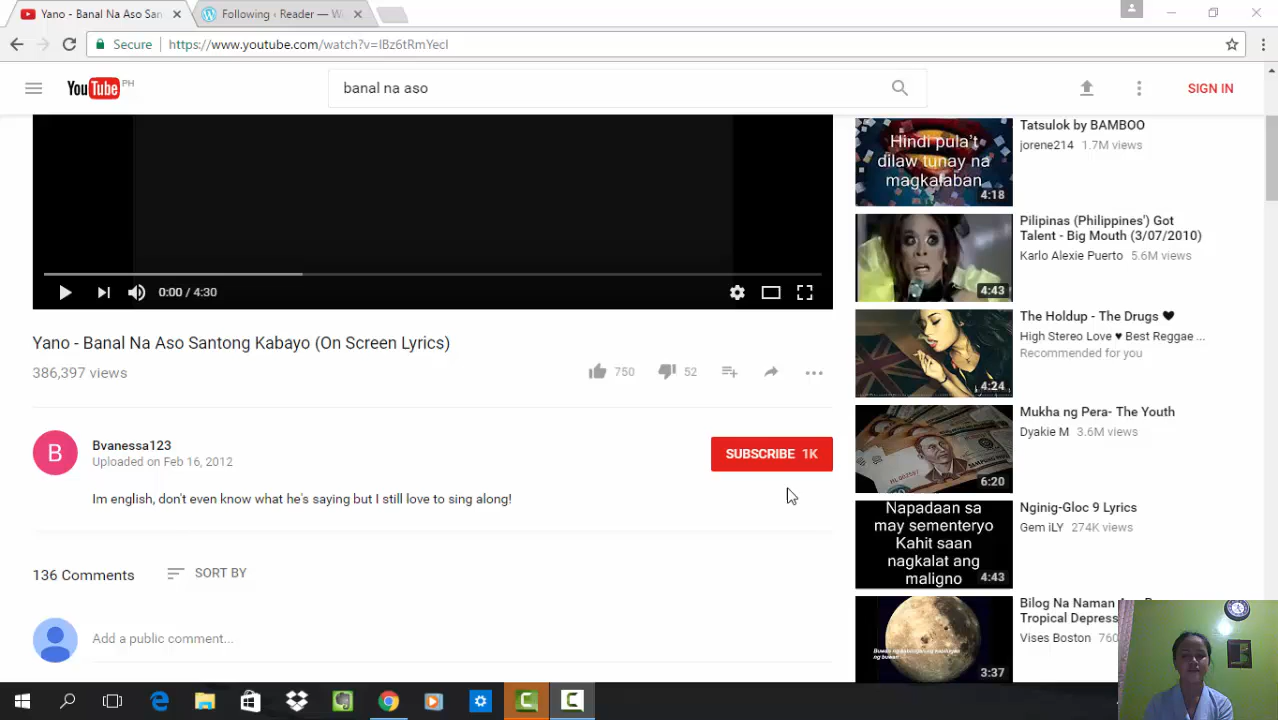 Yano - Banal Na Aso San
Following ‹ Reader — W
Secure
https://www.youtube.com/watch?v=IBz6tRmYecI
YouTube PH
banal na aso
SIGN IN
0:00 / 4:30
Yano - Banal Na Aso Santong Kabayo (On Screen Lyrics)
386,397 views
750
52
B
Bvanessa123
Uploaded on Feb 16, 2012
SUBSCRIBE 1K
Im english, don't even know what he's saying but I still love to sing along!
136 Comments
SORT BY
Add a public comment...
Hindi pula't
dilaw tunay na
magkalaban
4:18
Tatsulok by BAMBOO
jorene214 1.7M views
4:43
Pilipinas (Philippines') Got
Talent - Big Mouth (3/07/2010)
Karlo Alexie Puerto 5.6M views
4:24
The Holdup - The Drugs ♥
High Stereo Love ♥ Best Reggae ...
Recommended for you
6:20
Mukha ng Pera- The Youth
Dyakie M 3.6M views
Napadaan sa
may sementeryo
Kahit saan
nagkalat ang
maligno
4:43
Nginig-Gloc 9 Lyrics
Gem iLY 274K views
3:37
Bilog Na Naman
Tropical Depress
Vises Boston 760